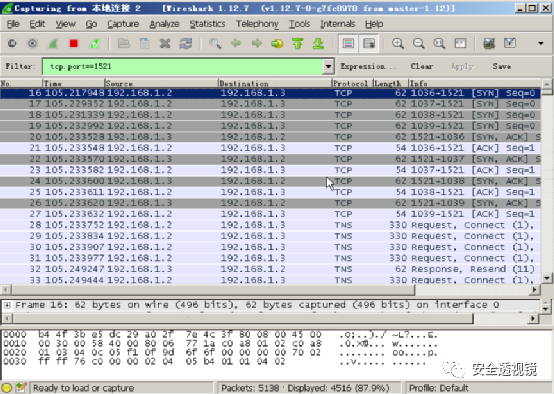 Capturing from 本地连接 2 [Wireshark 1.12.7 (v1.12.7-0-g7fe8978 from master-1.12)]
File Edit View Go Capture Analyze Statistics Telephony Tools Internals Help
Filter: tcp.port==1521 Expression... Clear Apply Save
No. Time Source Destination Protocol Length Info
16 105.217948 192.168.1.2 192.168.1.3 TCP 62 1036→1521 [SYN] Seq=0
17 105.229352 192.168.1.2 192.168.1.3 TCP 62 1037→1521 [SYN] Seq=0
18 105.231339 192.168.1.2 192.168.1.3 TCP 62 1038→1521 [SYN] Seq=0
19 105.232992 192.168.1.2 192.168.1.3 TCP 62 1039→1521 [SYN] Seq=0
20 105.233528 192.168.1.3 192.168.1.2 TCP 62 1521→1036 [SYN, ACK] S
21 105.233548 192.168.1.2 192.168.1.3 TCP 54 1036→1521 [ACK] Seq=1
22 105.233570 192.168.1.3 192.168.1.2 TCP 62 1521→1037 [SYN, ACK] S
23 105.233582 192.168.1.2 192.168.1.3 TCP 54 1037→1521 [ACK] Seq=1
24 105.233600 192.168.1.3 192.168.1.2 TCP 62 1521→1038 [SYN, ACK] S
25 105.233611 192.168.1.2 192.168.1.3 TCP 54 1038→1521 [ACK] Seq=1
26 105.233620 192.168.1.3 192.168.1.2 TCP 62 1521→1039 [SYN, ACK] S
27 105.233632 192.168.1.2 192.168.1.3 TCP 54 1039→1521 [ACK] Seq=1
28 105.233752 192.168.1.2 192.168.1.3 TNS 330 Request, Connect (1),
29 105.233834 192.168.1.2 192.168.1.3 TNS 330 Request, Connect (1),
30 105.233907 192.168.1.2 192.168.1.3 TNS 330 Request, Connect (1),
31 105.233977 192.168.1.2 192.168.1.3 TNS 330 Request, Connect (1),
32 105.249247 192.168.1.3 192.168.1.2 TNS 62 Response, Resend (11)
33 105.249444 192.168.1.2 192.168.1.3 TNS 330 Request, Connect (1),
Frame 16: 62 bytes on wire (496 bits), 62 bytes captured (496 bits) on interface 0
0000 b4 4f 3b e5 dc 29 a0 2f 7e 4c 3f 80 08 00 45 00 .O;..)./ ~L?...E.
0010 00 30 00 58 40 00 80 06 77 1a c0 a8 01 02 c0 a8
0020 01 03 04 0c 05 f1 0f 9d 6f 6f 00 00 00 00 70 02 ........ oo....p.
0030 ff ff 76 c0 00 00 02 04 05 b4 01 01 04 02 ..v..... ......
Ready to load or capture Packets: 5138 · Displayed: 4516 (87.9%) Profile: Default
安全透视镜